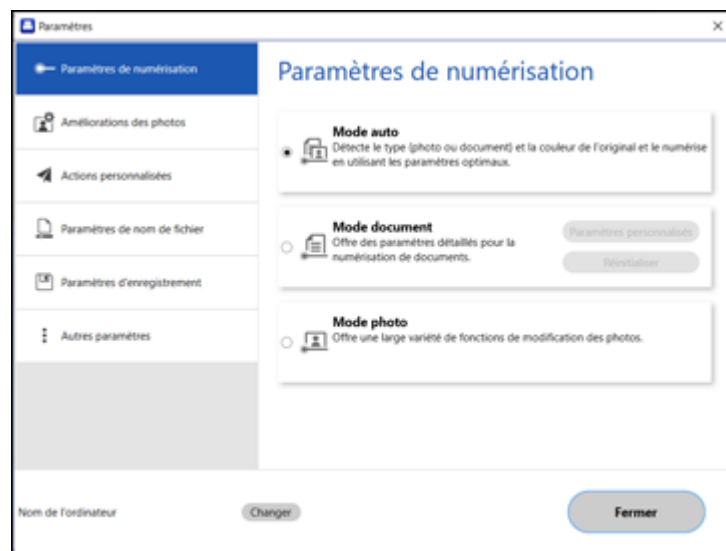 Paramètres
Paramètres de numérisation
Améliorations des photos
Actions personnalisées
Paramètres de nom de fichier
Paramètres d'enregistrement
Autres paramètres
Paramètres de numérisation
Mode auto
Détecte le type (photo ou document) et la couleur de l'original et le numérise
en utilisant les paramètres optimaux.
Mode document
Offre des paramètres détaillés pour la
numérisation de documents.
Paramètres personnalisés
Réinitialiser
Mode photo
Offre une large variété de fonctions de modification des photos.
Nom de l'ordinateur
Changer
Fermer